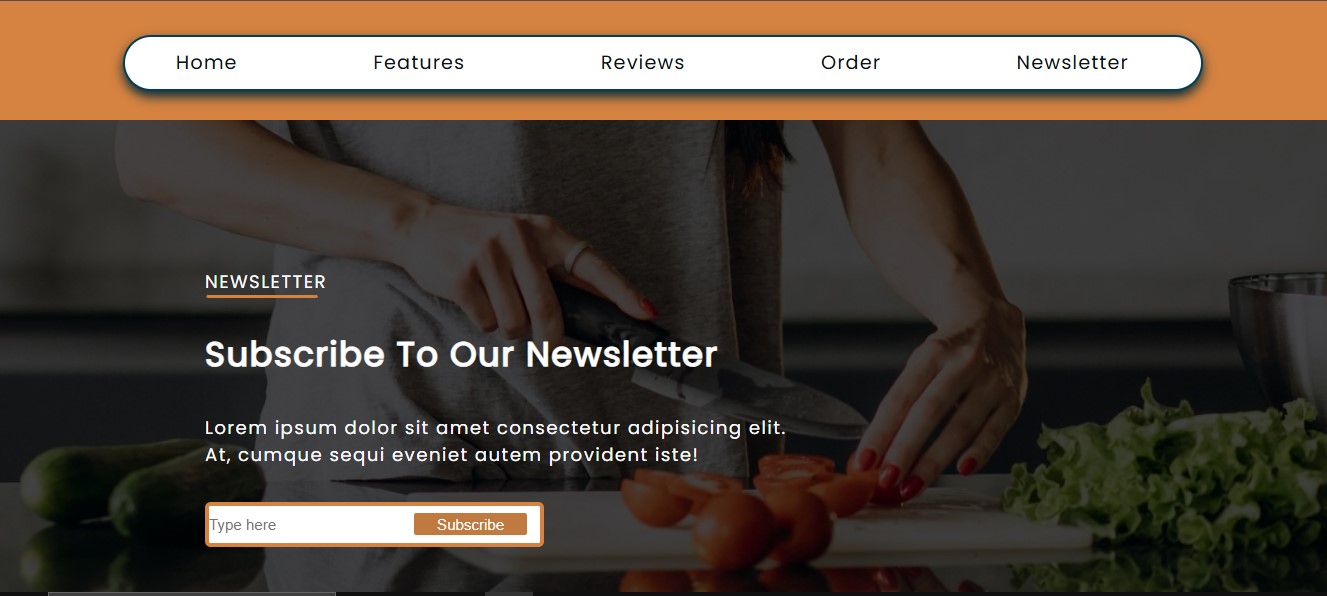 Home Features Reviews Order Newsletter
NEWSLETTER
Subscribe To Our Newsletter
Lorem ipsum dolor sit amet consectetur adipisicing elit.
At, cumque sequi eveniet autem provident iste!
Type here Subscribe